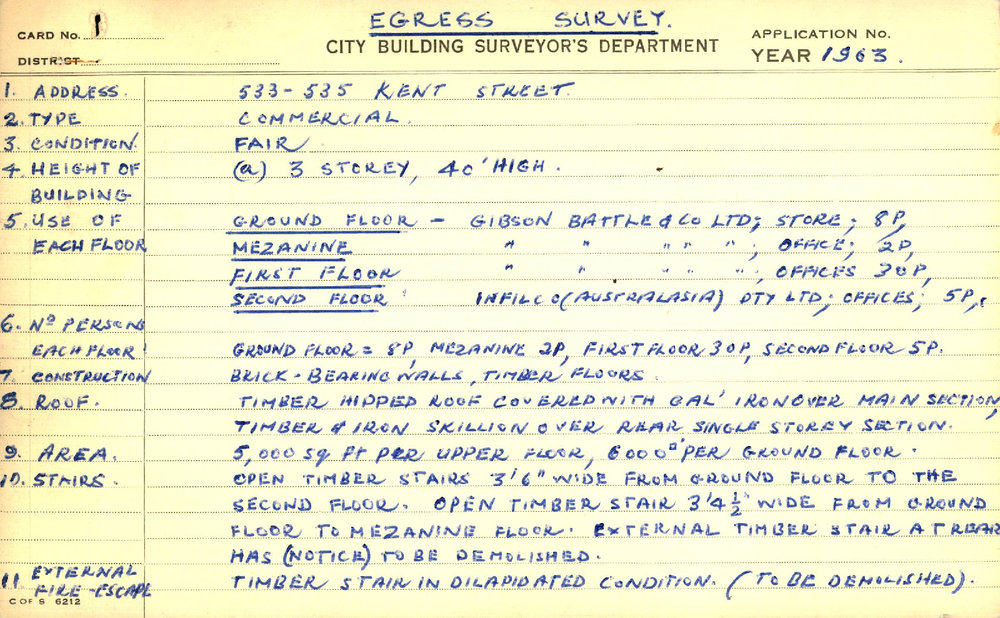 EGRESS SURVEY.
CARD No. 1 CITY BUILDING SURVEYOR'S DEPARTMENT APPLICATION No.
DISTRICT YEAR 1963.
1. ADDRESS. 533-535 KENT STREET.
2. TYPE COMMERCIAL.
3. CONDITION. FAIR
4. HEIGHT OF (a) 3 STOREY, 40' HIGH.
BUILDING
5. USE OF GROUND FLOOR - GIBSON BATTLE & Co LTD; STORE; 8P,
EACH FLOOR MEZANINE " " " " " ; OFFICE; 2P,
FIRST FLOOR " " " " " ; OFFICES 30P,
SECOND FLOOR INFILCO (AUSTRALASIA) PTY LTD; OFFICES; 5P,
6. Nº PERSONS
EACH FLOOR GROUND FLOOR = 8P, MEZANINE 2P, FIRST FLOOR 30P, SECOND FLOOR 5P.
7. CONSTRUCTION BRICK-BEARING WALLS, TIMBER FLOORS.
8. ROOF. TIMBER HIPPED ROOF COVERED WITH GAL' IRON OVER MAIN SECTION,
TIMBER & IRON SKILLION OVER REAR SINGLE STOREY SECTION.
9. AREA. 5,000 sq ft PER UPPER FLOOR, 6000□' PER GROUND FLOOR.
10. STAIRS. OPEN TIMBER STAIRS 3'6" WIDE FROM GROUND FLOOR TO THE
SECOND FLOOR. OPEN TIMBER STAIR 3'4½" WIDE FROM GROUND
FLOOR TO MEZANINE FLOOR. EXTERNAL TIMBER STAIR AT REAR
HAS (NOTICE) TO BE DEMOLISHED.
11. EXTERNAL TIMBER STAIR IN DILAPIDATED CONDITION. (TO BE DEMOLISHED).
FIRE-ESCAPE
C OF S 6212